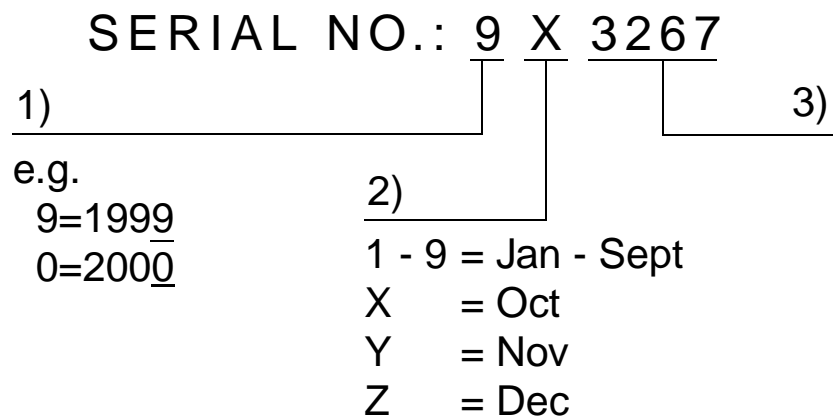 SERIAL NO.: 9 X 3267
1)
3)
e.g.
9=1999
0=2000
2)
1 - 9 = Jan - Sept
X = Oct
Y = Nov
Z = Dec